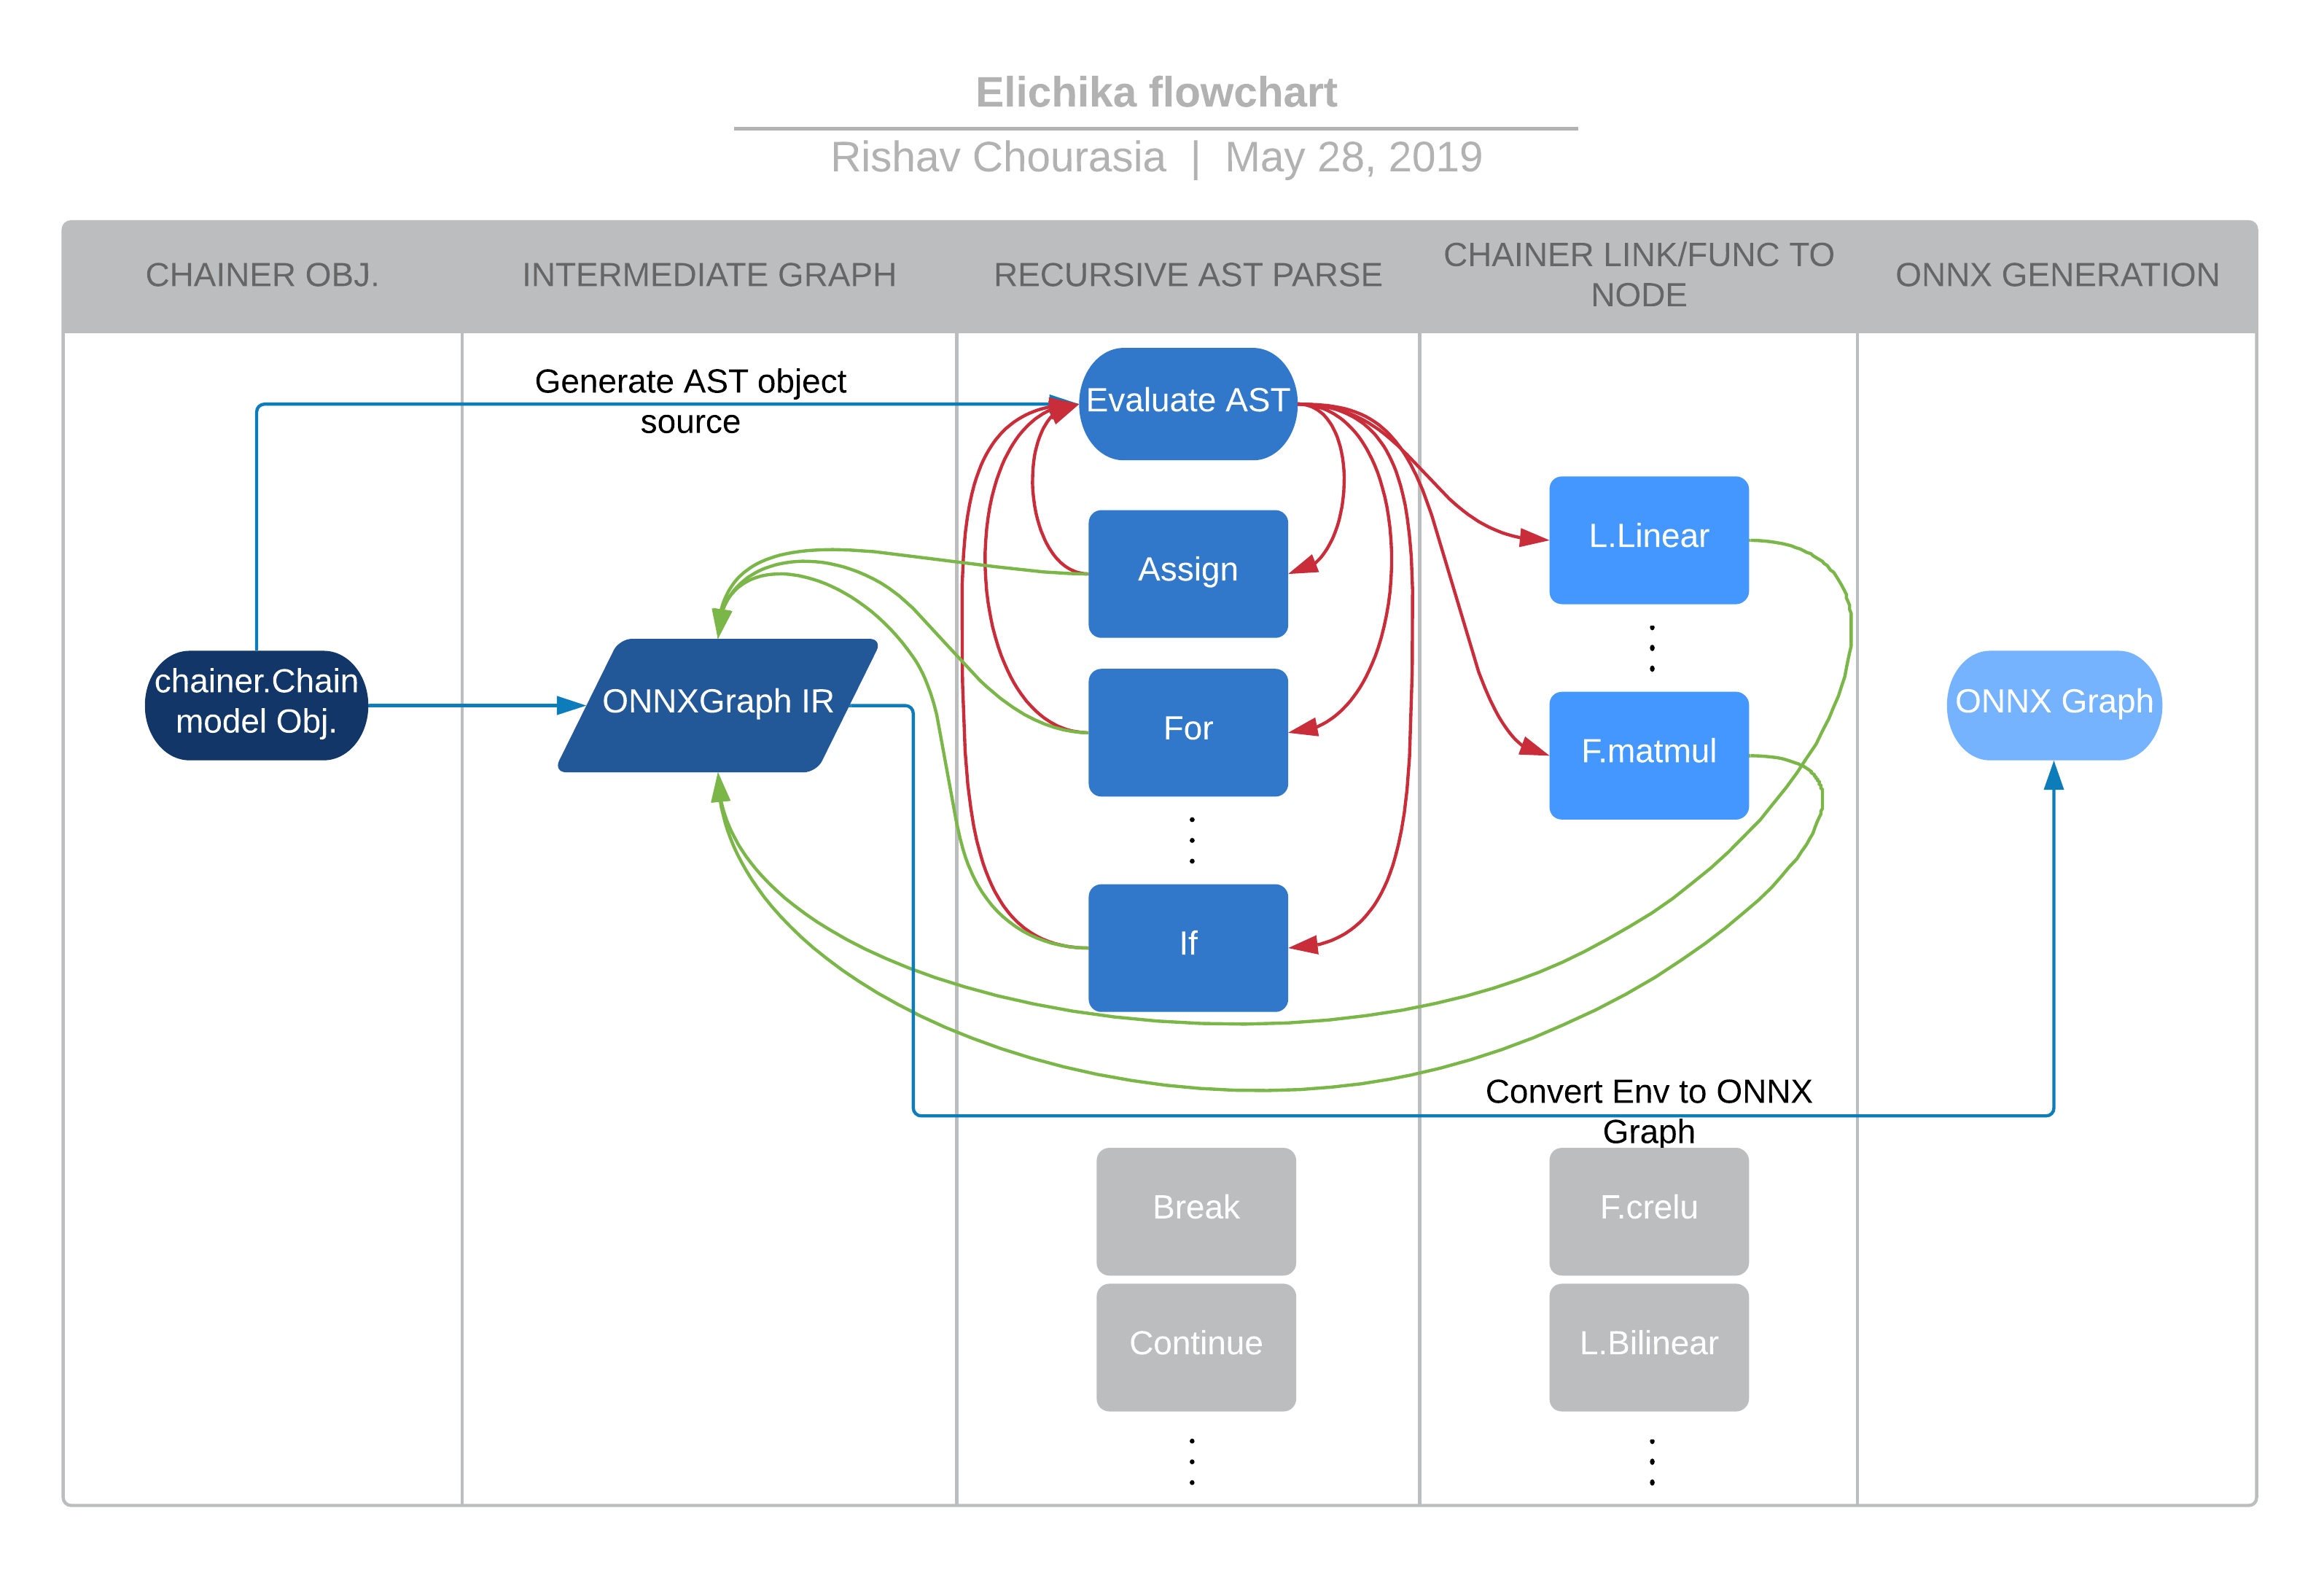 Elichika flowchart
Rishav Chourasia | May 28, 2019
CHAINER OBJ.
INTERMEDIATE GRAPH
RECURSIVE AST PARSE
CHAINER LINK/FUNC TO
NODE
ONNX GENERATION
Generate AST object
source
Evaluate AST
L.Linear
Assign
chainer.Chain
model Obj.
ONNXGraph IR
For
F.matmul
ONNX Graph
If
Convert Env to ONNX
Graph
Break
F.crelu
Continue
L.Bilinear